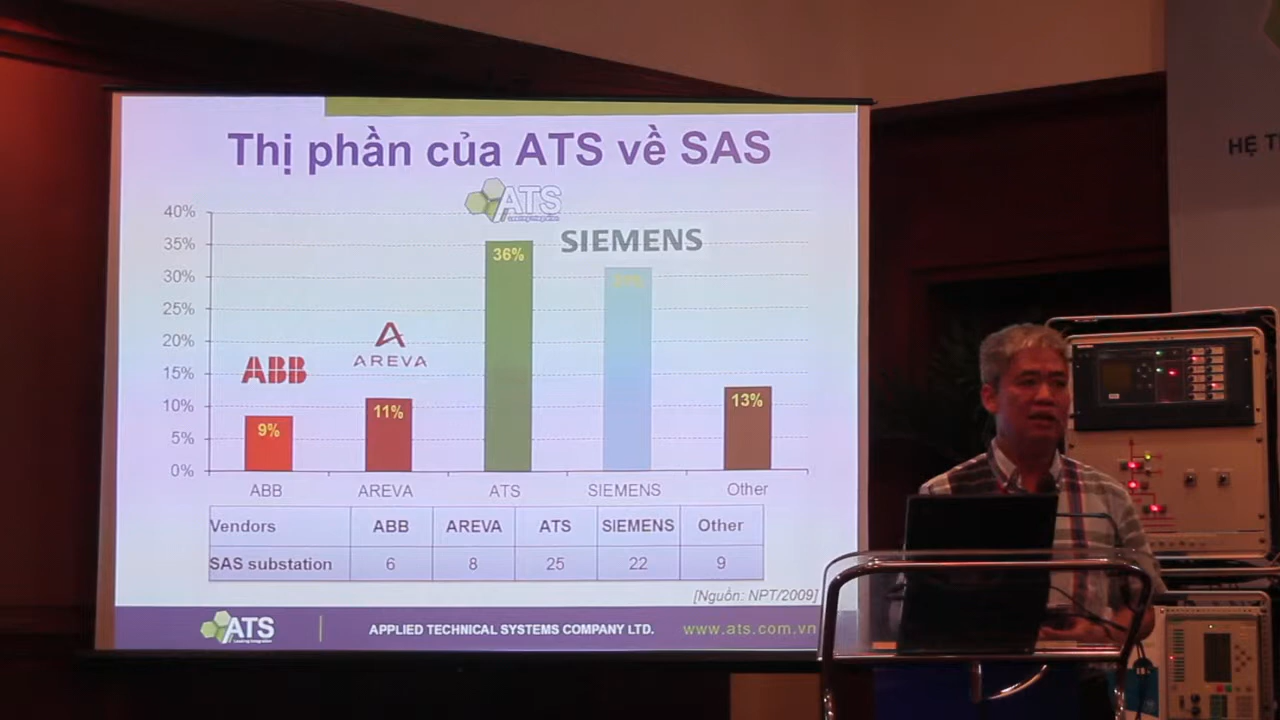 Thị phần của ATS về SAS
ATS
SIEMENS
40%
35%
30%
25%
20%
15%
10%
5%
0%
ABB
AREVA
9%
11%
36%
13%
ABB AREVA ATS SIEMENS Other
Vendors ABB AREVA ATS SIEMENS Other
SAS substation 6 8 25 22 9
[Nguồn: NPT/2009]
ATS
APPLIED TECHNICAL SYSTEMS COMPANY LTD.
www.ats.com.vn
HỆ